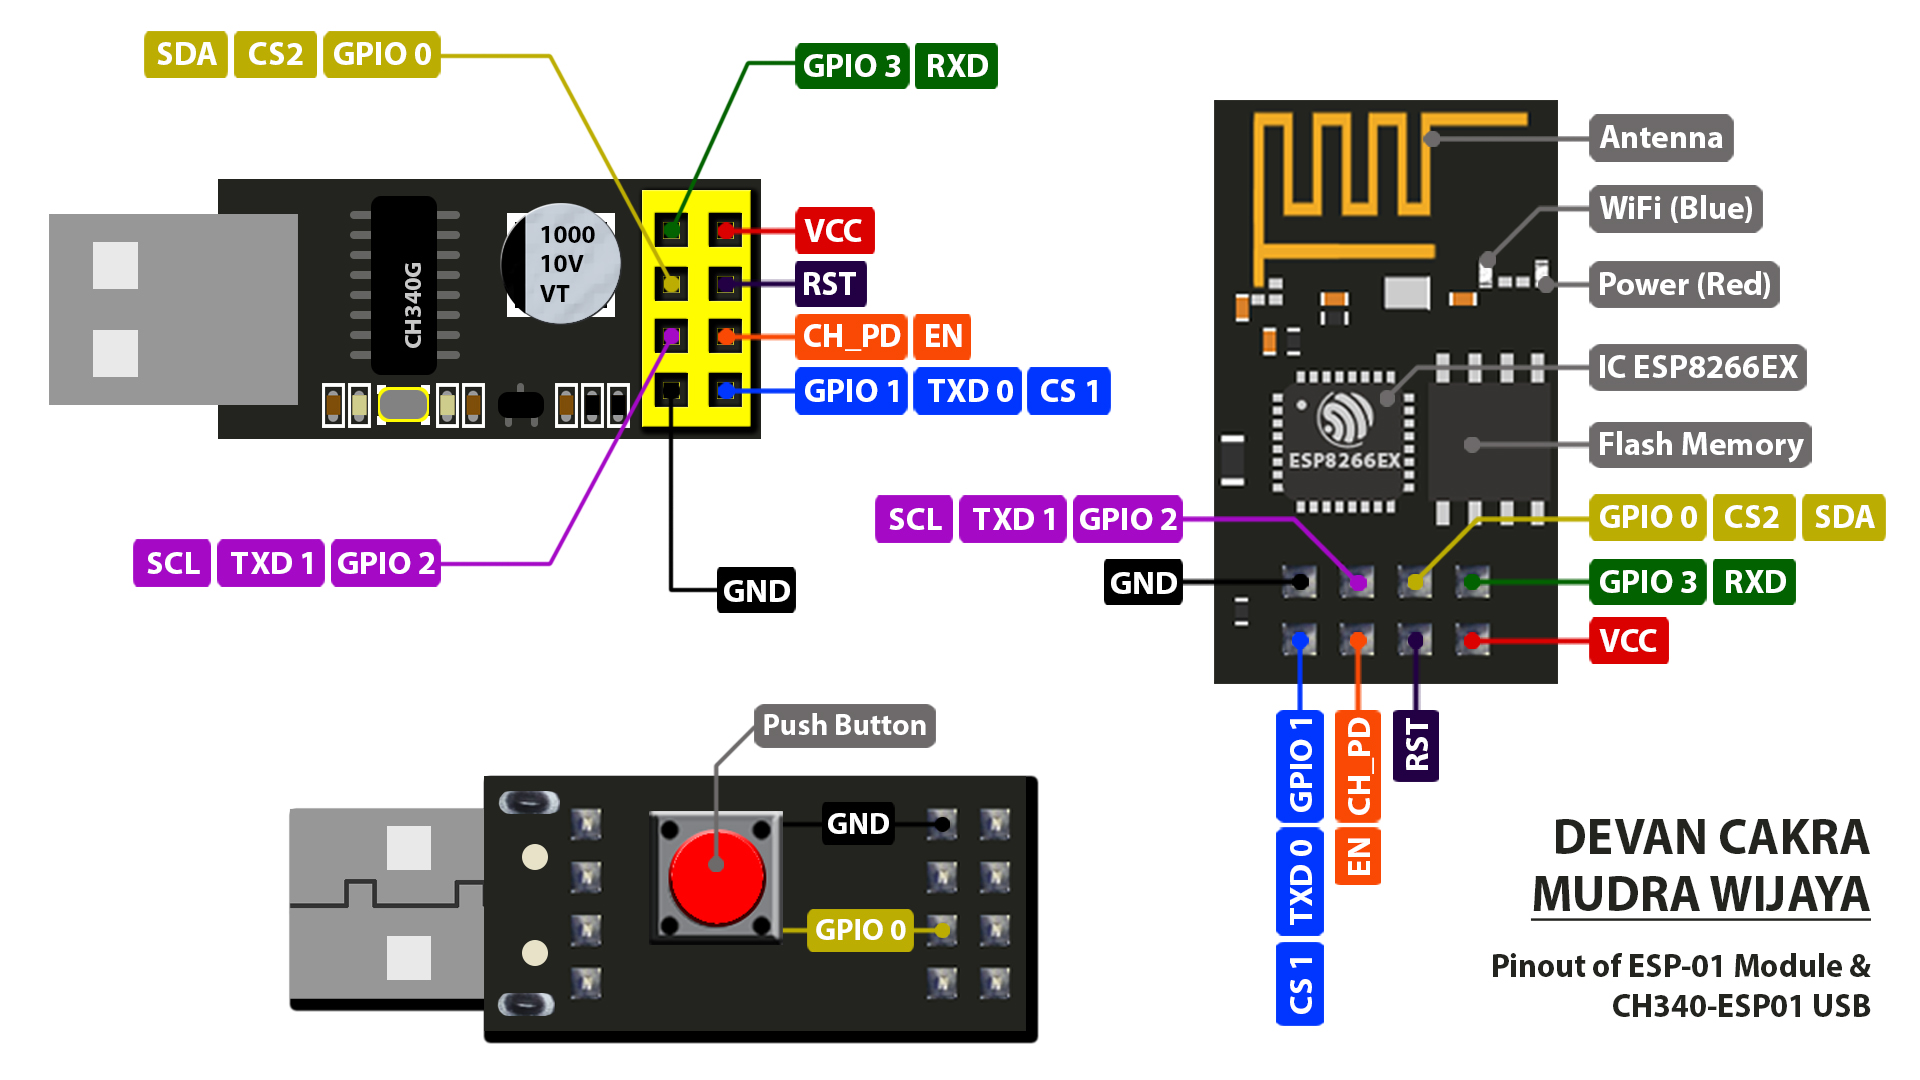 SDA CS2 GPIO 0
GPIO 3 RXD
VCC
RST
CH_PD EN
GPIO 1 TXD 0 CS 1
CH340G
1000
10V
VT
SCL TXD 1 GPIO 2
GND
Antenna
WiFi (Blue)
Power (Red)
IC ESP8266EX
Flash Memory
ESP8266EX
SCL TXD 1 GPIO 2
GPIO 0 CS2 SDA
GND
GPIO 3 RXD
VCC
CS 1 TXD 0 GPIO 1
EN CH_PD
RST
Push Button
GND
GPIO 0
DEVAN CAKRA
MUDRA WIJAYA
Pinout of ESP-01 Module &
CH340-ESP01 USB